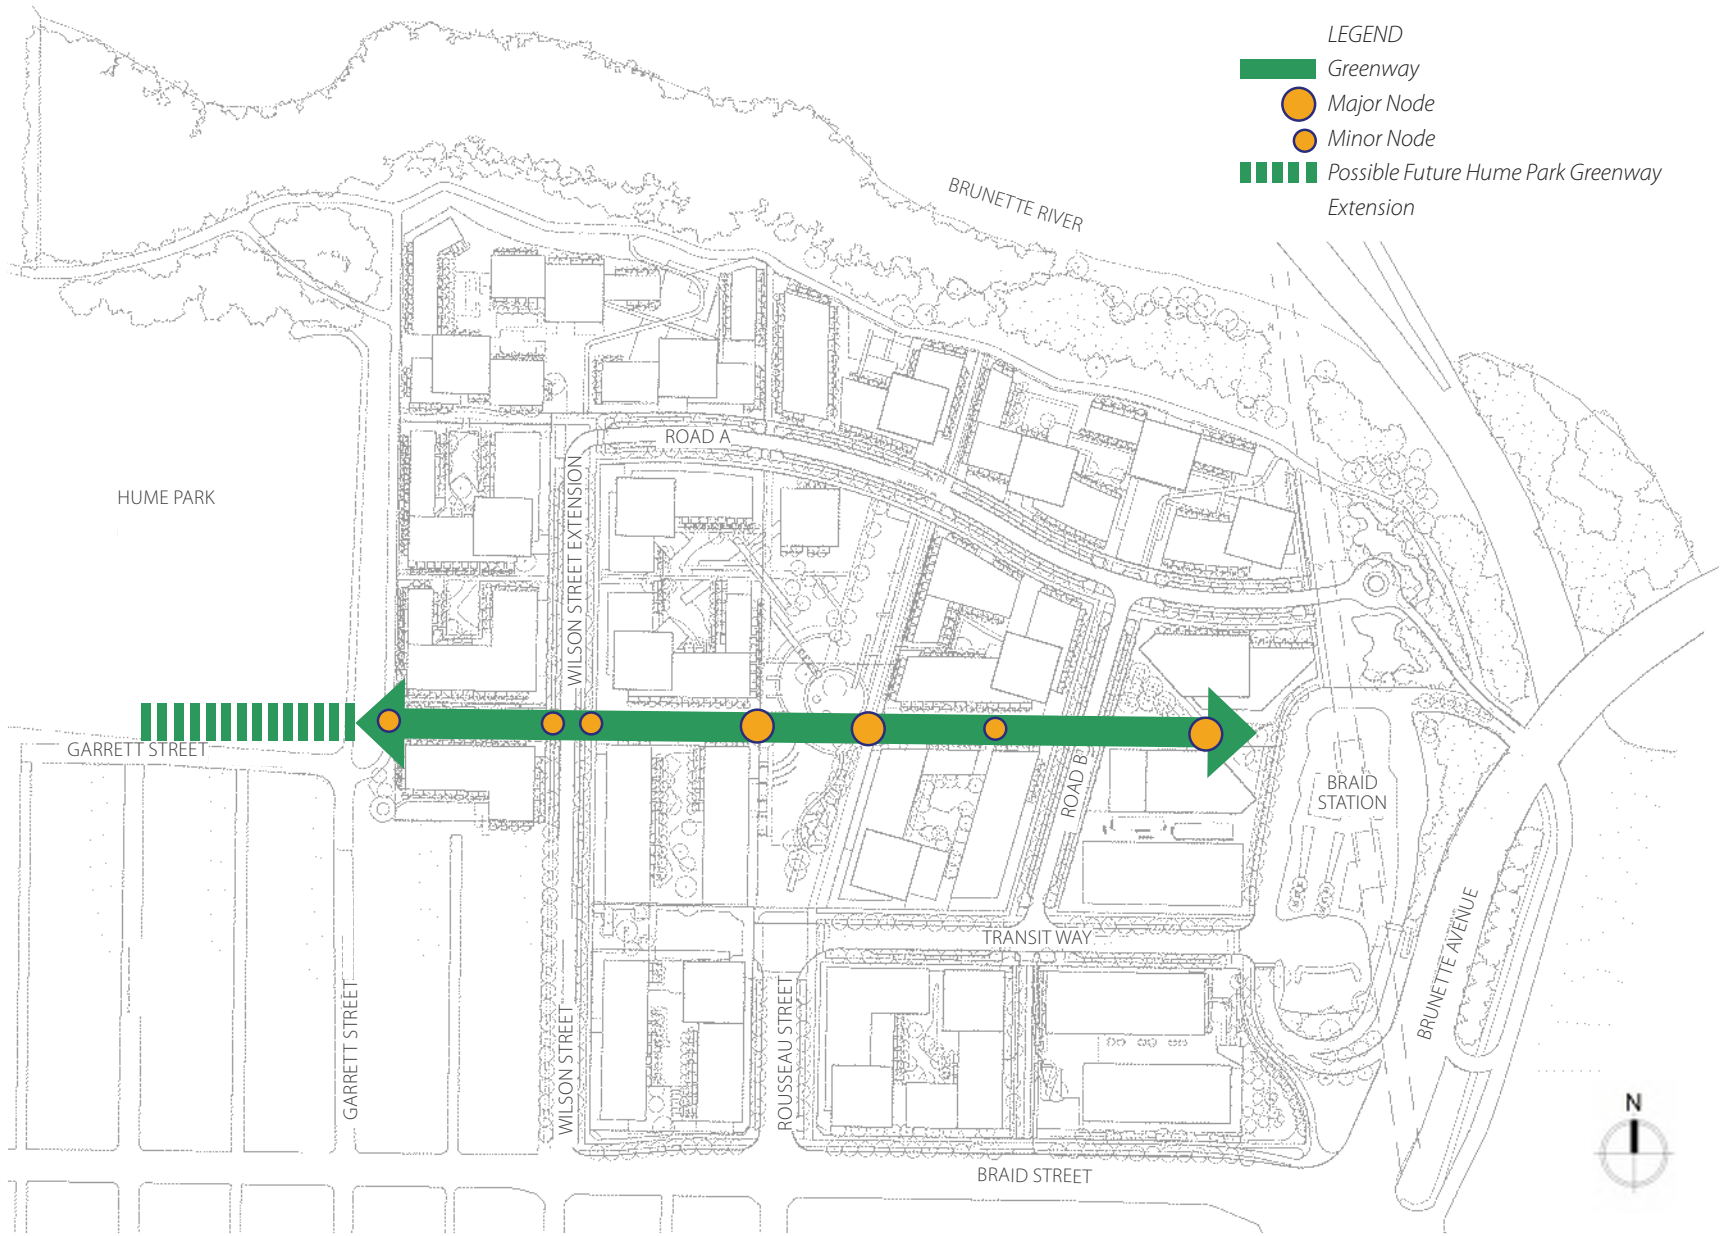 LEGEND
Greenway
Major Node
Minor Node
Possible Future Hume Park Greenway
Extension
BRUNETTE RIVER
ROAD A
WILSON STREET EXTENSION
HUME PARK
GARRETT STREET
ROAD B
BRAID
STATION
TRANSIT WAY
BRUNETTE AVENUE
GARRETT STREET
WILSON STREET
ROUSSEAU STREET
BRAID STREET
N